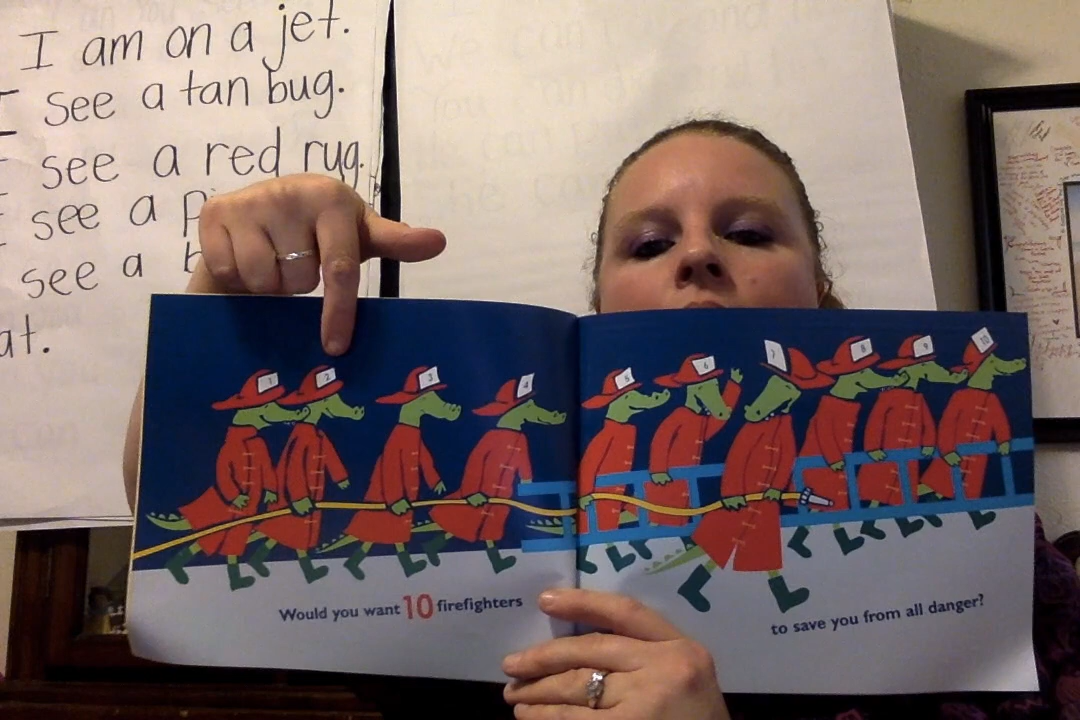 I am on a jet.
I see a tan bug.
I see a red rug.
I see a
see a
at.
1 2 3 4 5 6 7 8 9 10
Would you want 10 firefighters
to save you from all danger?